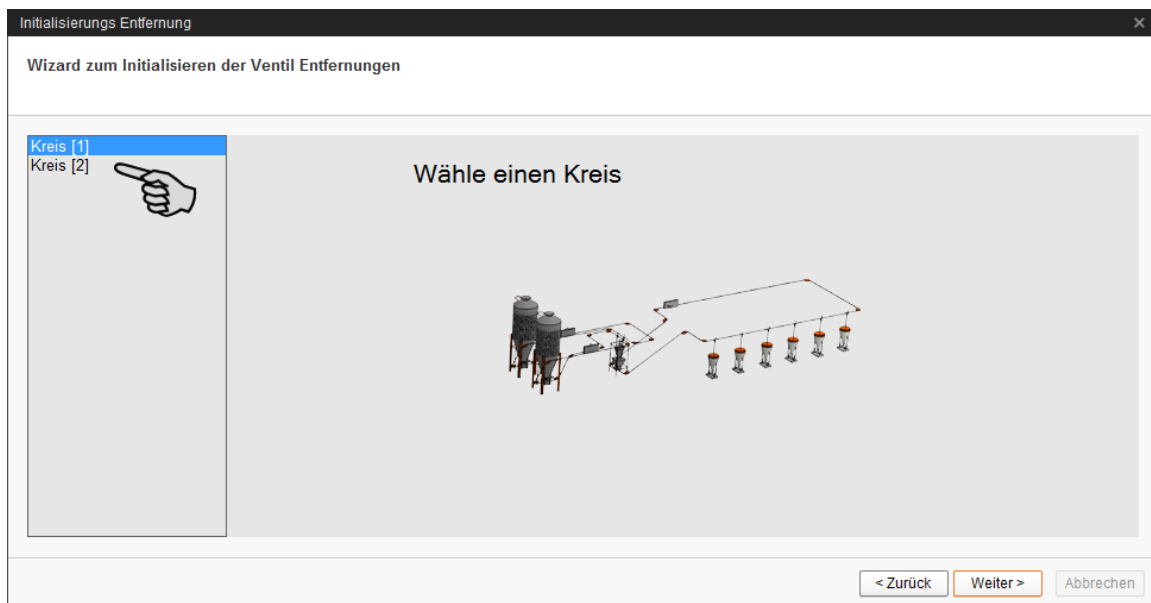 Initialisierungs Entfernung
Wizard zum Initialisieren der Ventil Entfernungen
Kreis [1]
Kreis [2]
Wähle einen Kreis
< Zurück
Weiter >
Abbrechen